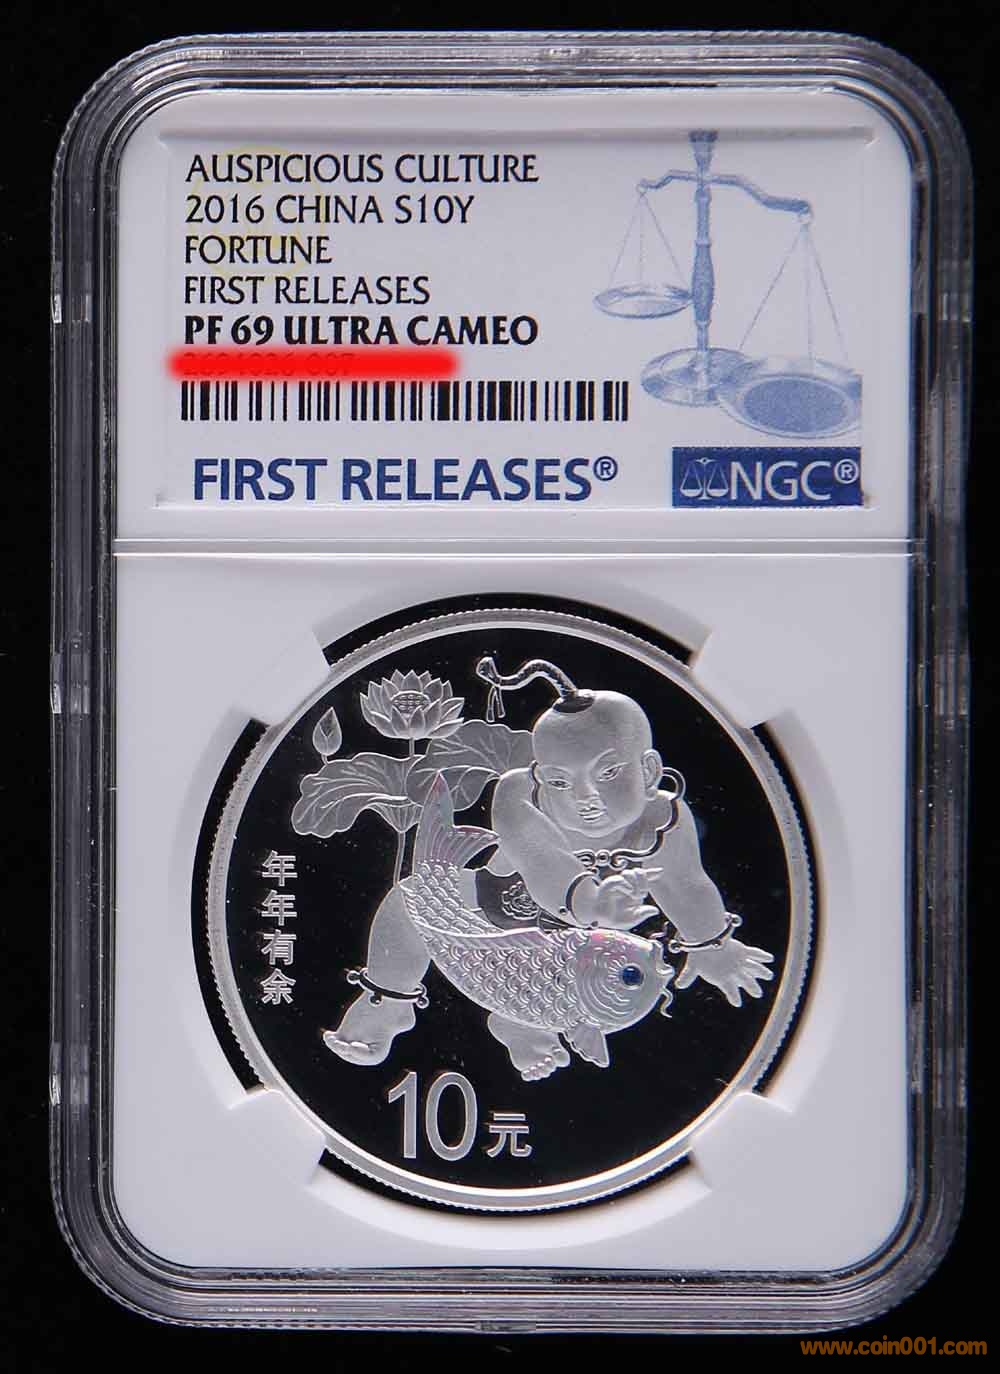 AUSPICIOUS CULTURE
2016 CHINA S10Y
FORTUNE
FIRST RELEASES
PF 69 ULTRA CAMEO
FIRST RELEASES®
NGC®
年年有余
10元
www.coin001.com